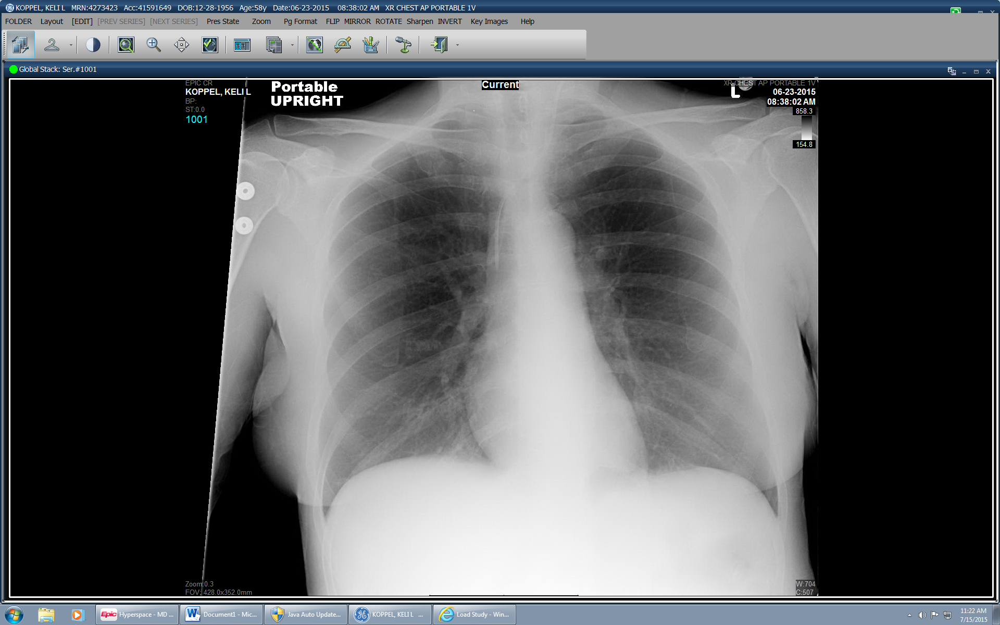 KOPPEL, KELI L MRN:4273423 Acc:41591649 DOB:12-28-1956 Age:58y Date:06-23-2015 08:38:02 AM XR CHEST AP PORTABLE 1V
FOLDER Layout [EDIT] [PREV SERIES] [NEXT SERIES] Pres State Zoom Pg Format FLIP MIRROR ROTATE Sharpen INVERT Key Images Help
Global Stack: Ser.#1001
EPIC CR
KOPPEL, KELI L
BP:
ST:0.0
1001
Portable
UPRIGHT
Current
L
XR CHEST AP PORTABLE 1V
06-23-2015
08:38:02 AM
858.3
154.8
Zoom:0.3
FOV: 428.0x352.0mm
W:704
C:507
Epic Hyperspace - MD ...
Document1 - Mic...
Java Auto Update...
KOPPEL, KELI L ...
Load Study - Win...
11:22 AM
7/15/2015